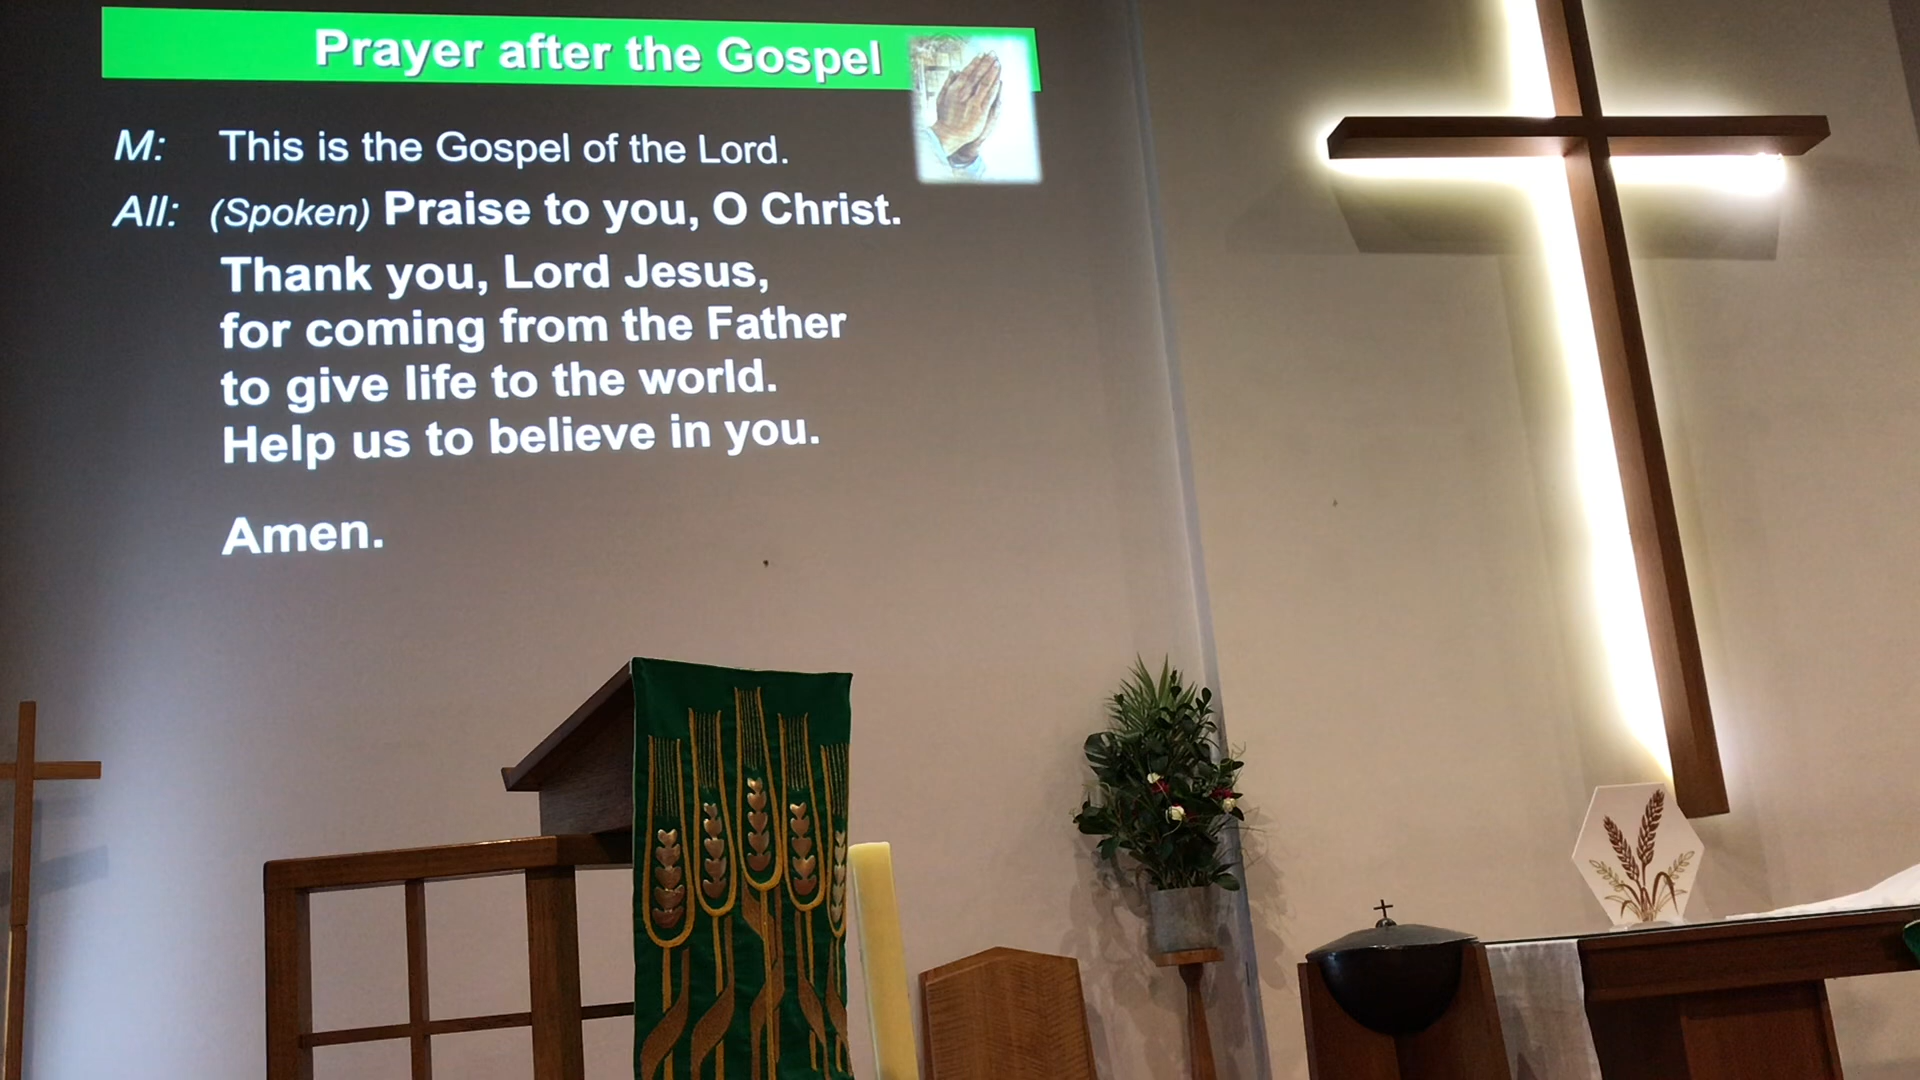 Prayer after the Gospel
M: This is the Gospel of the Lord.
All: (Spoken) Praise to you, O Christ.
Thank you, Lord Jesus,
for coming from the Father
to give life to the world.
Help us to believe in you.
Amen.